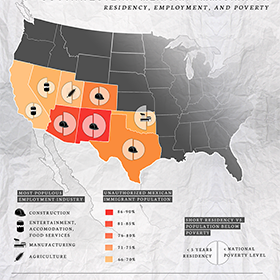 RESIDENCY, EMPLOYMENT, AND POVERTY
MOST POPULOUS
EMPLOYMENT INDUSTRY
CONSTRUCTION
ENTERTAINMENT,
ACCOMODATION,
FOOD SERVICES
MANUFACTURING
AGRICULTURE
UNAUTHORIZED MEXICAN
IMMIGRANT POPULATION
86-90%
81-85%
76-80%
71-75%
66-70%
SHORT RESIDENCY VS
POPULATION BELOW
POVERTY
< 5 YEARS
RESIDENCY
< NATIONAL
POVERTY LEVEL